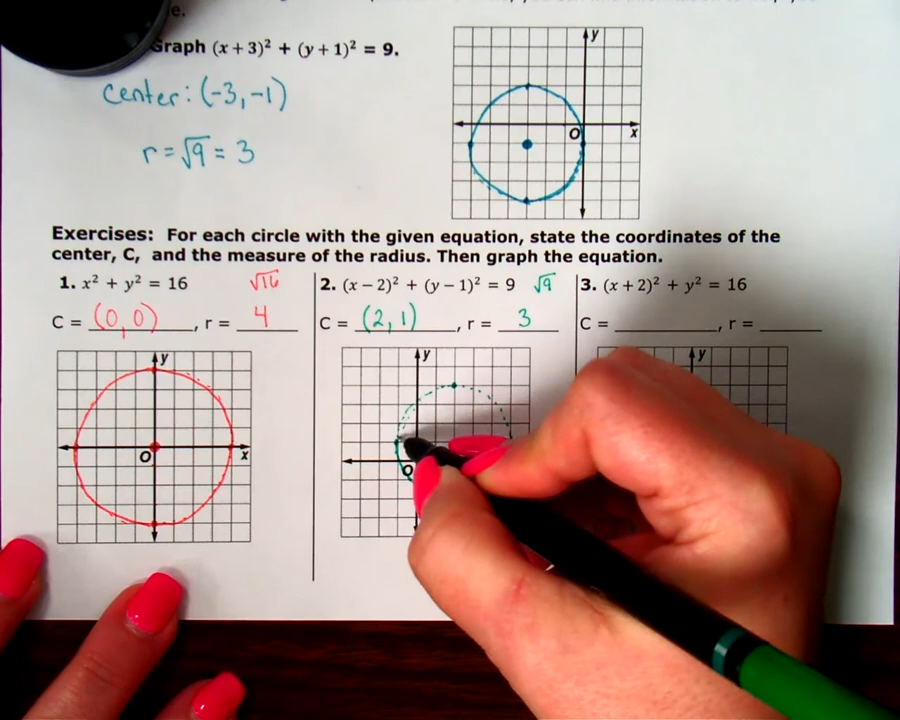 e.
Graph (x + 3)² + (y + 1)² = 9.
center: (-3, -1)
r = √9 = 3
y
O
x
Exercises: For each circle with the given equation, state the coordinates of the
center, C, and the measure of the radius. Then graph the equation.
1. x² + y² = 16 √16
C = (0,0), r = 4
y
O
x
2. (x − 2)² + (y − 1)² = 9 √9
C = (2, 1), r = 3
y
O
3. (x + 2)² + y² = 16
C = ____________, r = _______
y